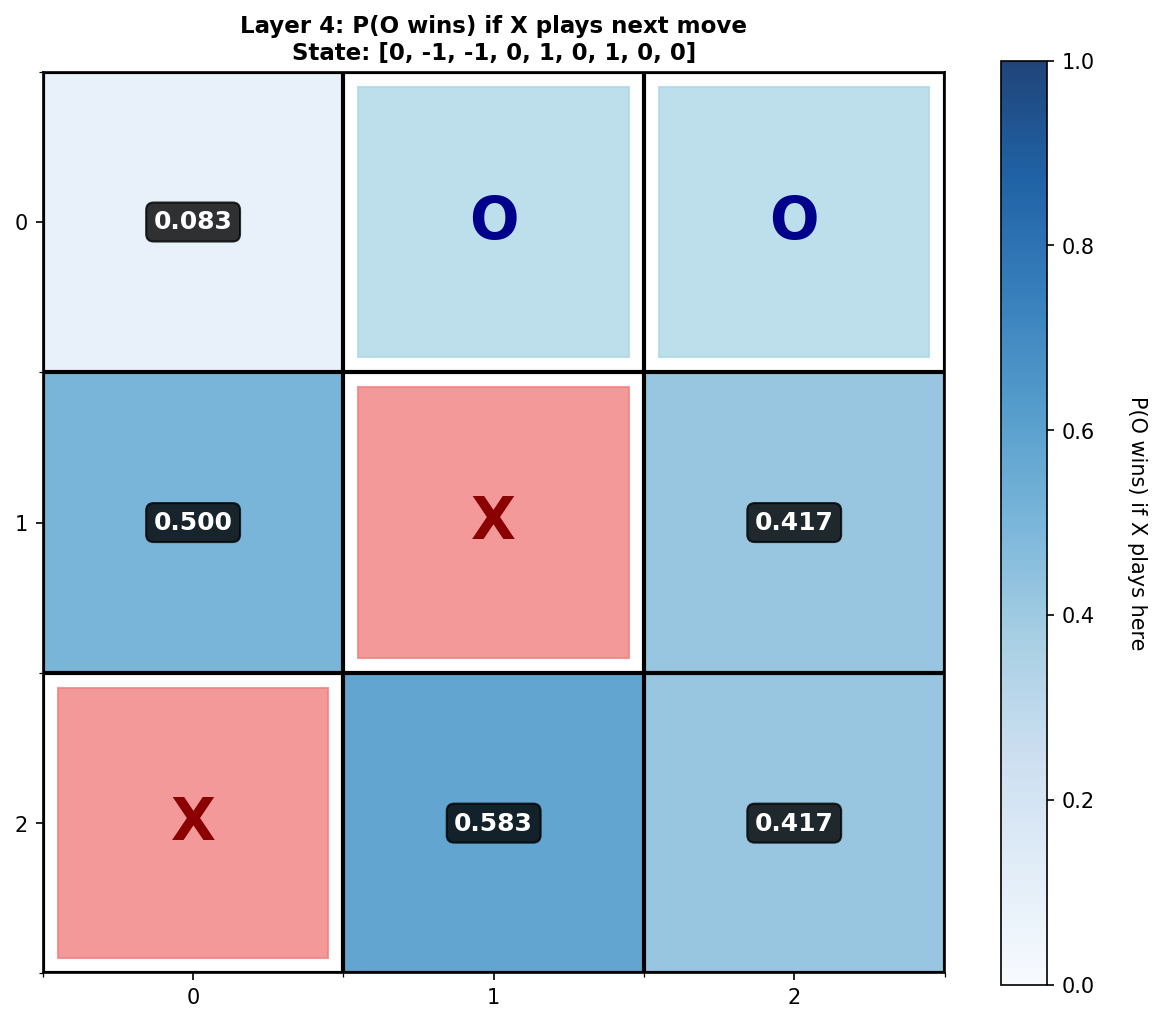 Layer 4: P(O wins) if X plays next move
State: [0, -1, -1, 0, 1, 0, 1, 0, 0]
0
0.083
O
O
1
0.500
X
0.417
2
X
0.583
0.417
0
1
2
1.0
0.8
0.6
0.4
0.2
0.0
P(O wins) if X plays here